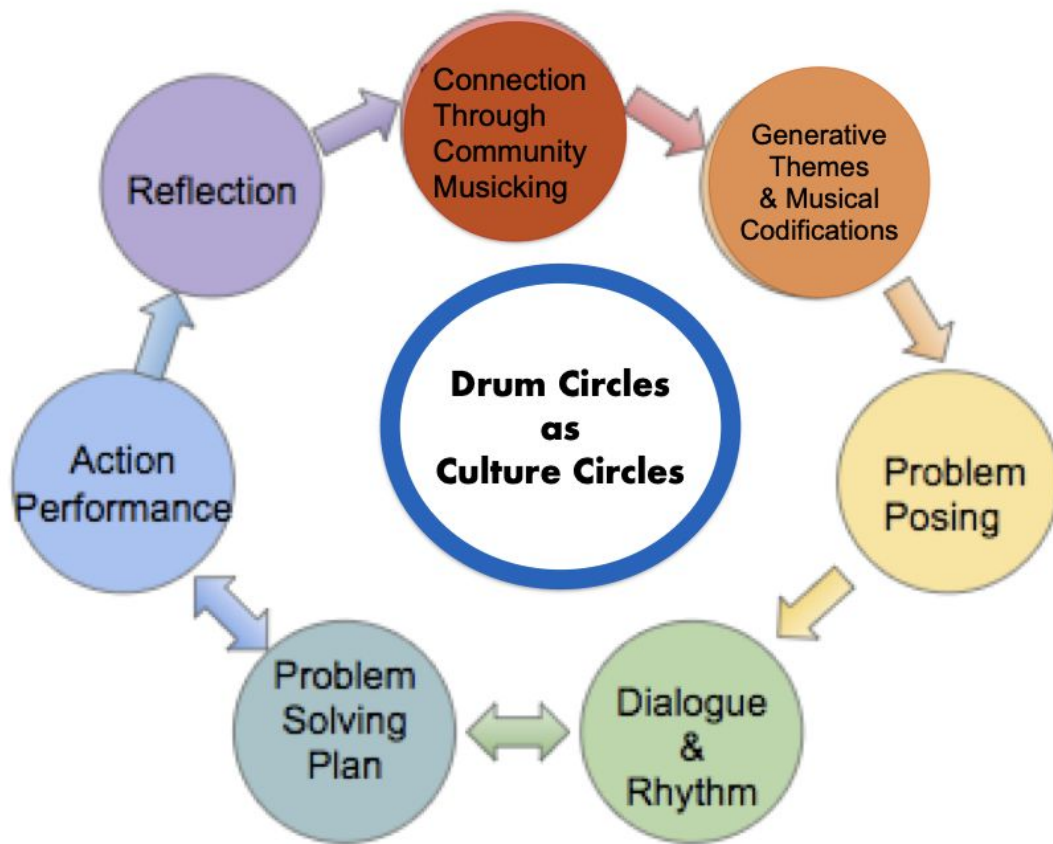 Connection
Through
Community
Musicking
Generative
Themes
& Musical
Codifications
Problem
Posing
Dialogue
&
Rhythm
Problem
Solving
Plan
Action
Performance
Reflection
Drum Circles
as
Culture Circles